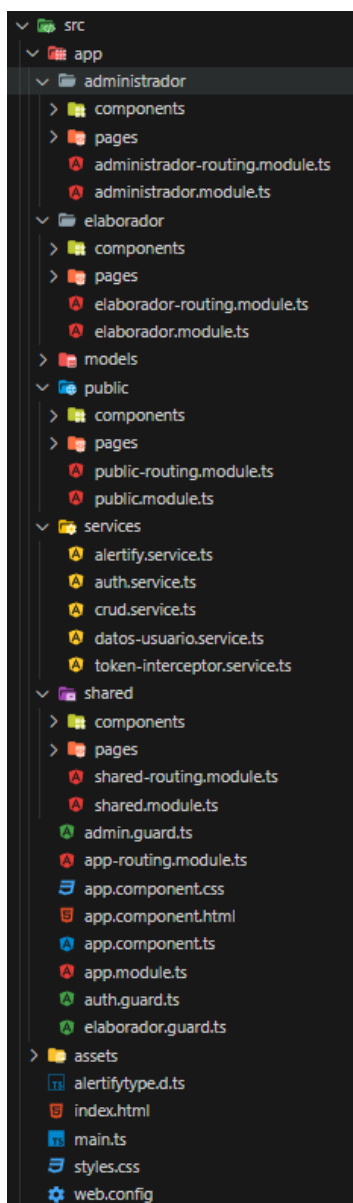 src
app
administrador
components
pages
administrador-routing.module.ts
administrador.module.ts
elaborador
components
pages
elaborador-routing.module.ts
elaborador.module.ts
models
public
components
pages
public-routing.module.ts
public.module.ts
services
alertify.service.ts
auth.service.ts
crud.service.ts
datos-usuario.service.ts
token-interceptor.service.ts
shared
components
pages
shared-routing.module.ts
shared.module.ts
admin.guard.ts
app-routing.module.ts
app.component.css
app.component.html
app.component.ts
app.module.ts
auth.guard.ts
elaborador.guard.ts
assets
TS alertifytype.d.ts
index.html
TS main.ts
styles.css
web.config